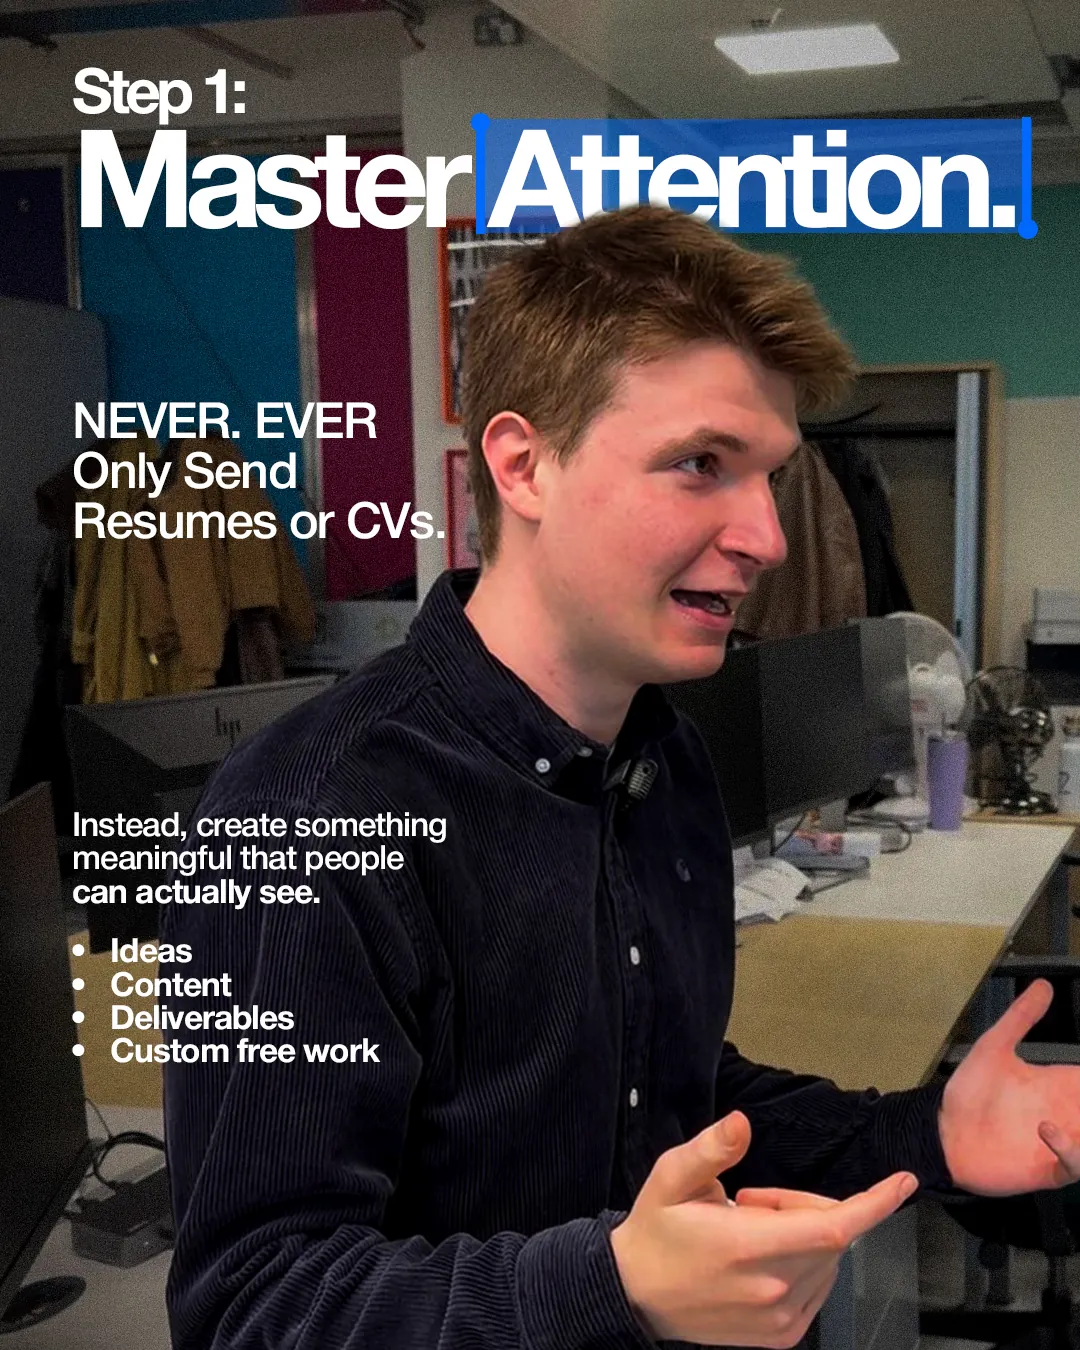 Step 1:
Master Attention.
NEVER. EVER
Only Send
Resumes or CVs.
hp
Instead, create something
meaningful that people
can actually see.
• Ideas
• Content
• Deliverables
• Custom free work